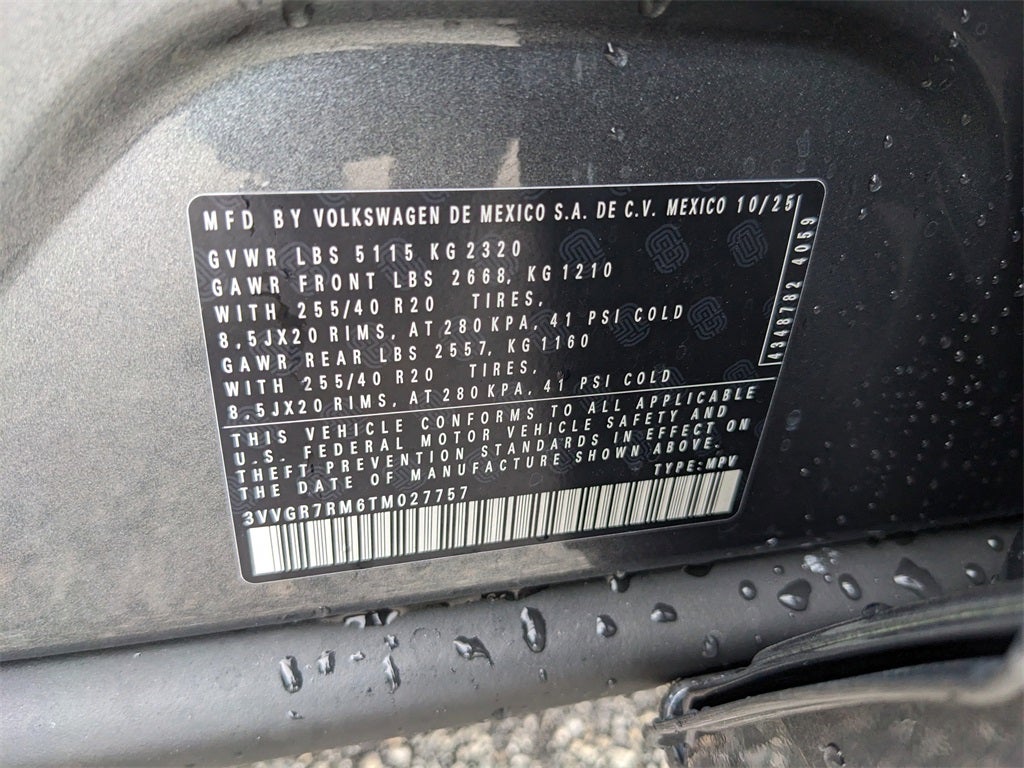 MFD BY VOLKSWAGEN DE MEXICO S.A. DE C.V. MEXICO 10/25
GVWR LBS 5115 KG 2320
GAWR FRONT LBS 2668, KG 1210
WITH 255/40 R20 TIRES,
8,5JX20 RIMS, AT 280 KPA, 41 PSI COLD
GAWR REAR LBS 2557, KG 1160
WITH 255/40 R20 TIRES,
8,5JX20 RIMS, AT 280 KPA, 41 PSI COLD
4348782 4059
THIS VEHICLE CONFORMS TO ALL APPLICABLE
U.S. FEDERAL MOTOR VEHICLE SAFETY AND
THEFT PREVENTION STANDARDS IN EFFECT ON
THE DATE OF MANUFACTURE SHOWN ABOVE.
TYPE: MPV
3VVGR7RM6TM027757